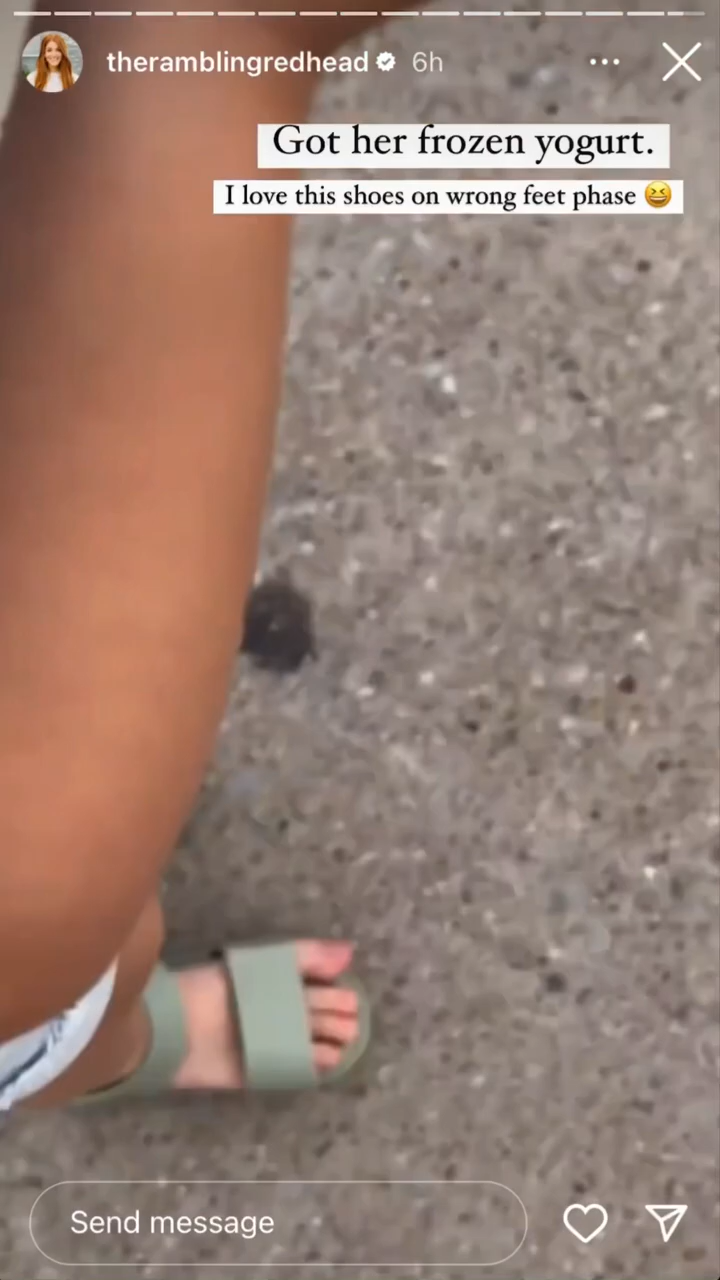 theramblingredhead 6h
Got her frozen yogurt.
I love this shoes on wrong feet phase 😆
Send message